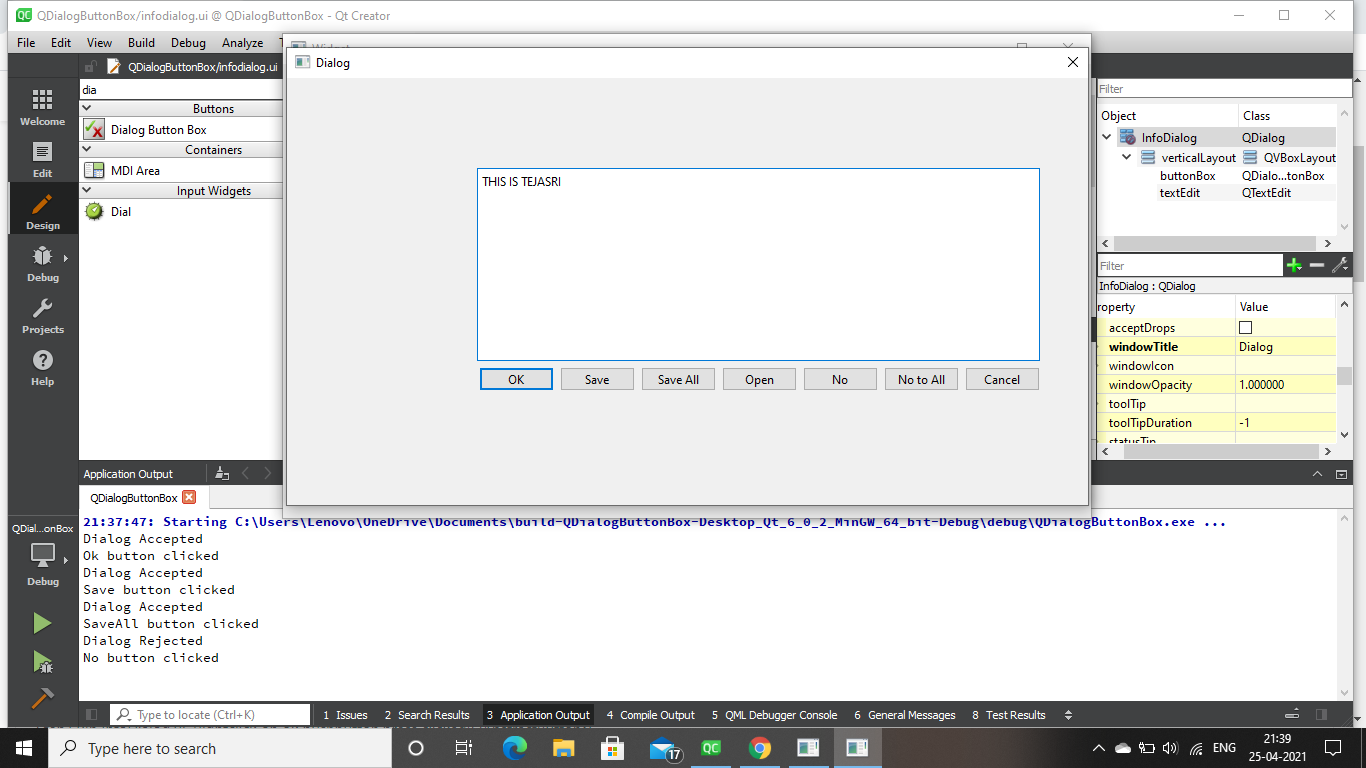 QDialogButtonBox/infodialog.ui @ QDialogButtonBox - Qt Creator
File Edit View Build Debug Analyze
QDialogButtonBox/infodialog.ui
dia
Buttons
Dialog Button Box
Containers
MDI Area
Input Widgets
Dial
Welcome
Edit
Design
Debug
Projects
Help
QDial...onBox
Debug
Dialog
THIS IS TEJASRI
OK Save Save All Open No No to All Cancel
Filter
Object Class
InfoDialog QDialog
verticalLayout QVBoxLayout
buttonBox QDialo...tonBox
textEdit QTextEdit
Filter
InfoDialog : QDialog
roperty Value
acceptDrops
windowTitle Dialog
windowIcon
windowOpacity 1.000000
toolTip
toolTipDuration -1
statusTip
Application Output
QDialogButtonBox
21:37:47: Starting C:\Users\Lenovo\OneDrive\Documents\build-QDialogButtonBox-Desktop_Qt_6_0_2_MinGW_64_bit-Debug\debug\QDialogButtonBox.exe ...
Dialog Accepted
Ok button clicked
Dialog Accepted
Save button clicked
Dialog Accepted
SaveAll button clicked
Dialog Rejected
No button clicked
Type to locate (Ctrl+K) 1 Issues 2 Search Results 3 Application Output 4 Compile Output 5 QML Debugger Console 6 General Messages 8 Test Results
Type here to search
QC
17
ENG
21:39
25-04-2021